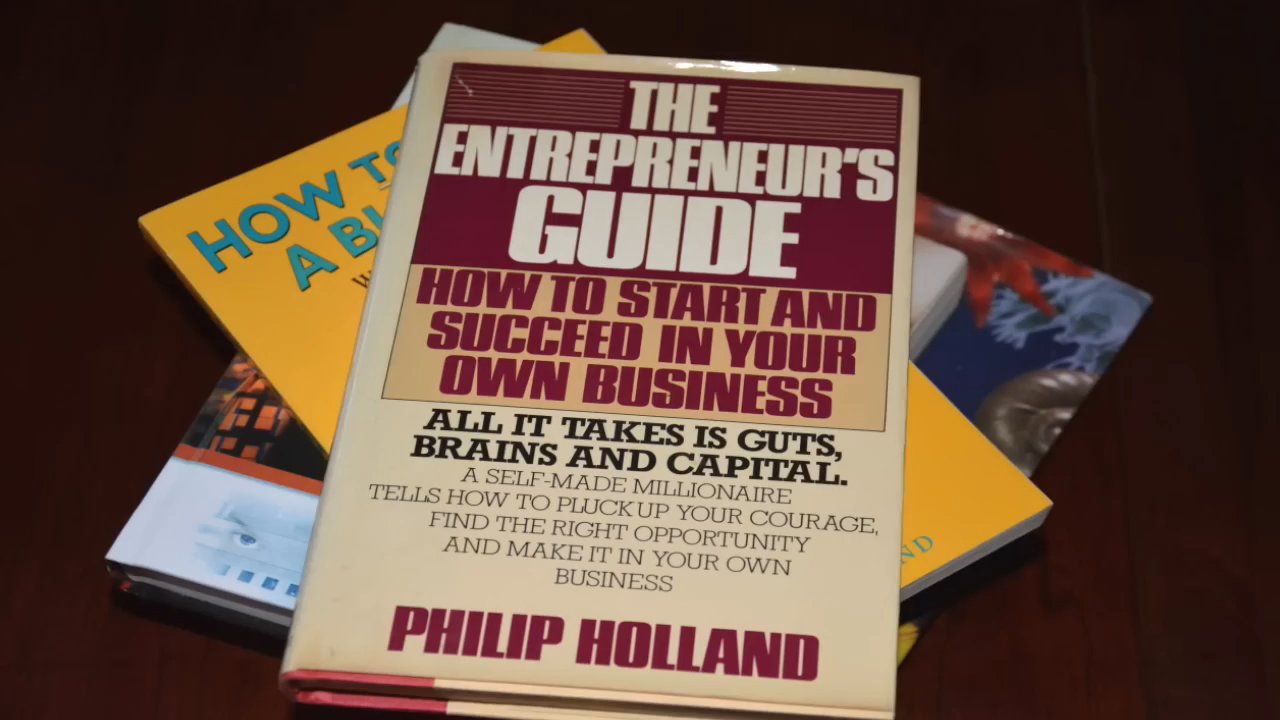 THE
ENTREPRENEUR'S
GUIDE
HOW TO START AND
SUCCEED IN YOUR
OWN BUSINESS
ALL IT TAKES IS GUTS,
BRAINS AND CAPITAL.
A SELF-MADE MILLIONAIRE
TELLS HOW TO PLUCK UP YOUR COURAGE,
FIND THE RIGHT OPPORTUNITY
AND MAKE IT IN YOUR OWN
BUSINESS
PHILIP HOLLAND
HOW TO
A